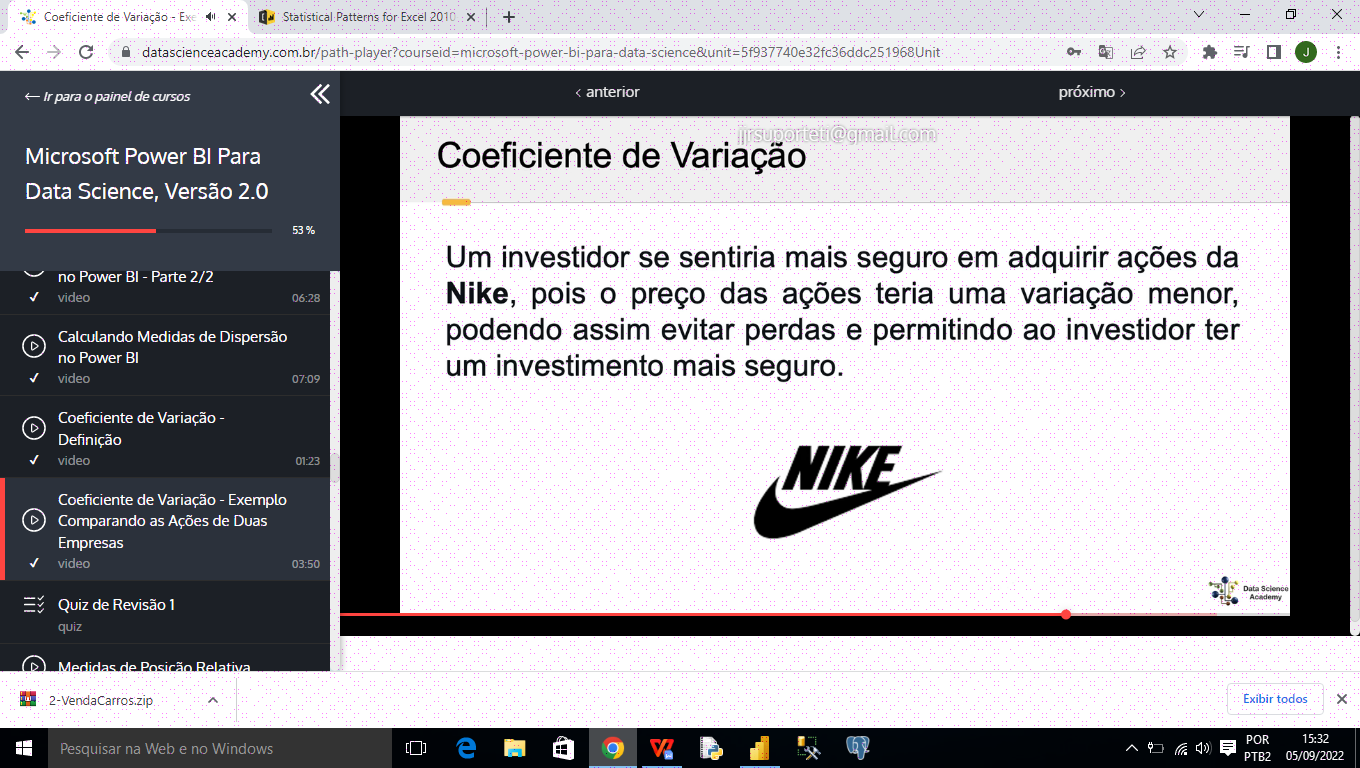 Coeficiente de Variação - Exe
Statistical Patterns for Excel 2010
datascienceacademy.com.br/path-player?courseid=microsoft-power-bi-para-data-science&unit=5f937740e32fc36ddc251968Unit
J
← Ir para o painel de cursos
‹ anterior
próximo ›
Microsoft Power BI Para
Data Science, Versão 2.0
53 %
no Power BI - Parte 2/2
video 06:28
Calculando Medidas de Dispersão
no Power BI
video 07:09
Coeficiente de Variação -
Definição
video 01:23
Coeficiente de Variação - Exemplo
Comparando as Ações de Duas
Empresas
video 03:50
Quiz de Revisão 1
quiz
Medidas de Posição Relativa
jjrsuporteti@gmail.com
Coeficiente de Variação
Um investidor se sentiria mais seguro em adquirir ações da
Nike, pois o preço das ações teria uma variação menor,
podendo assim evitar perdas e permitindo ao investidor ter
um investimento mais seguro.
NIKE
Data Science
Academy
2-VendaCarros.zip
Exibir todos
Pesquisar na Web e no Windows
POR
PTB2
15:32
05/09/2022